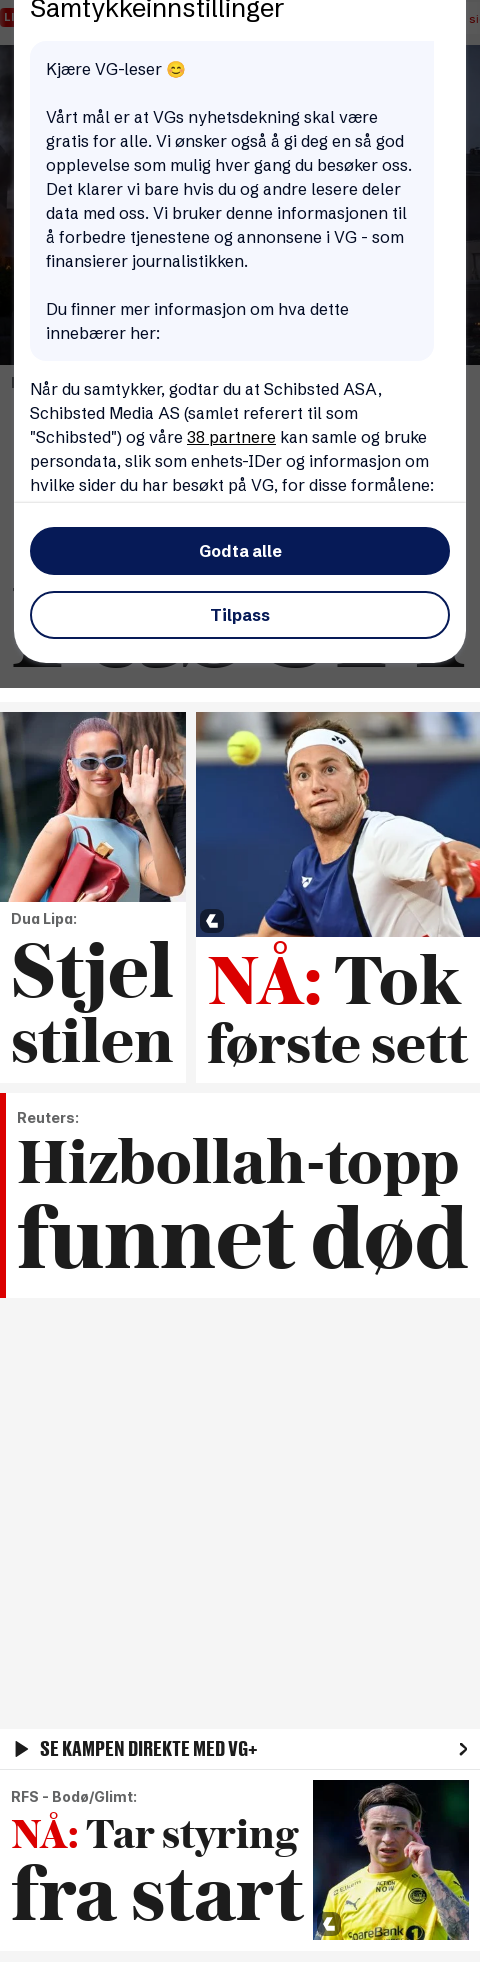 Samtykkeinnstillinger
Kjære VG-leser 😊
Vårt mål er at VGs nyhetsdekning skal være
gratis for alle. Vi ønsker også å gi deg en så god
opplevelse som mulig hver gang du besøker oss.
Det klarer vi bare hvis du og andre lesere deler
data med oss. Vi bruker denne informasjonen til
å forbedre tjenestene og annonsene i VG - som
finansierer journalistikken.
Du finner mer informasjon om hva dette
innebærer her:
Når du samtykker, godtar du at Schibsted ASA,
Schibsted Media AS (samlet referert til som
"Schibsted") og våre 38 partnere kan samle og bruke
persondata, slik som enhets-IDer og informasjon om
hvilke sider du har besøkt på VG, for disse formålene:
Godta alle
Tilpass
Dua Lipa:
Stjel
stilen
NÅ: Tok
første sett
Reuters:
Hizbollah-topp
funnet død
SE KAMPEN DIREKTE MED VG+
RFS - Bodø/Glimt:
NÅ: Tar styring
fra start
ACTION
NOW